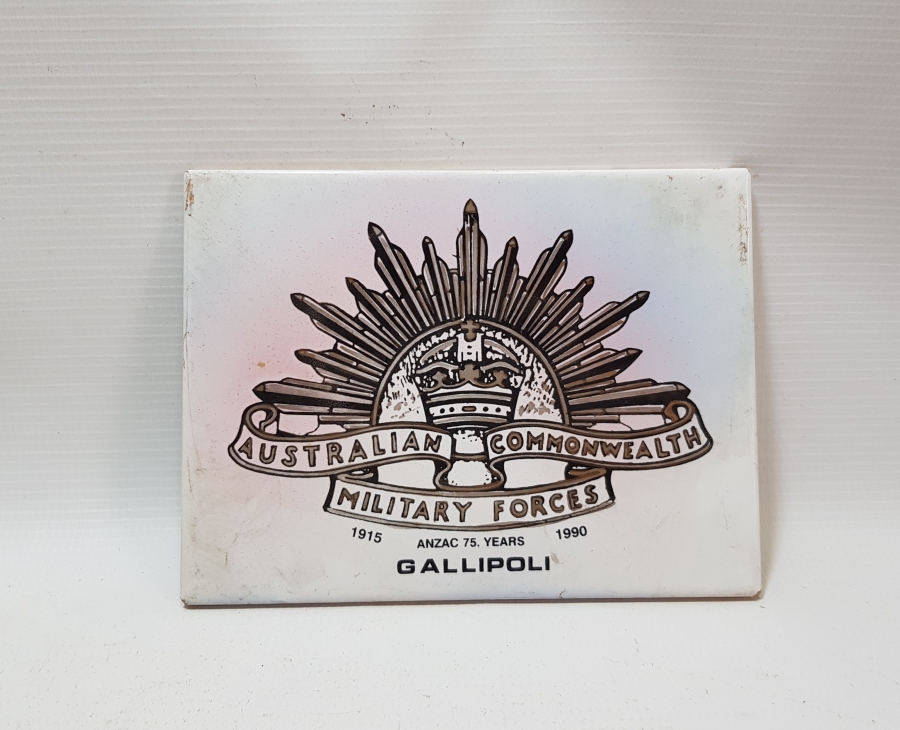 AUSTRALIAN COMMONWEALTH
MILITARY FORCES
1915 ANZAC 75. YEARS 1990
GALLIPOLI